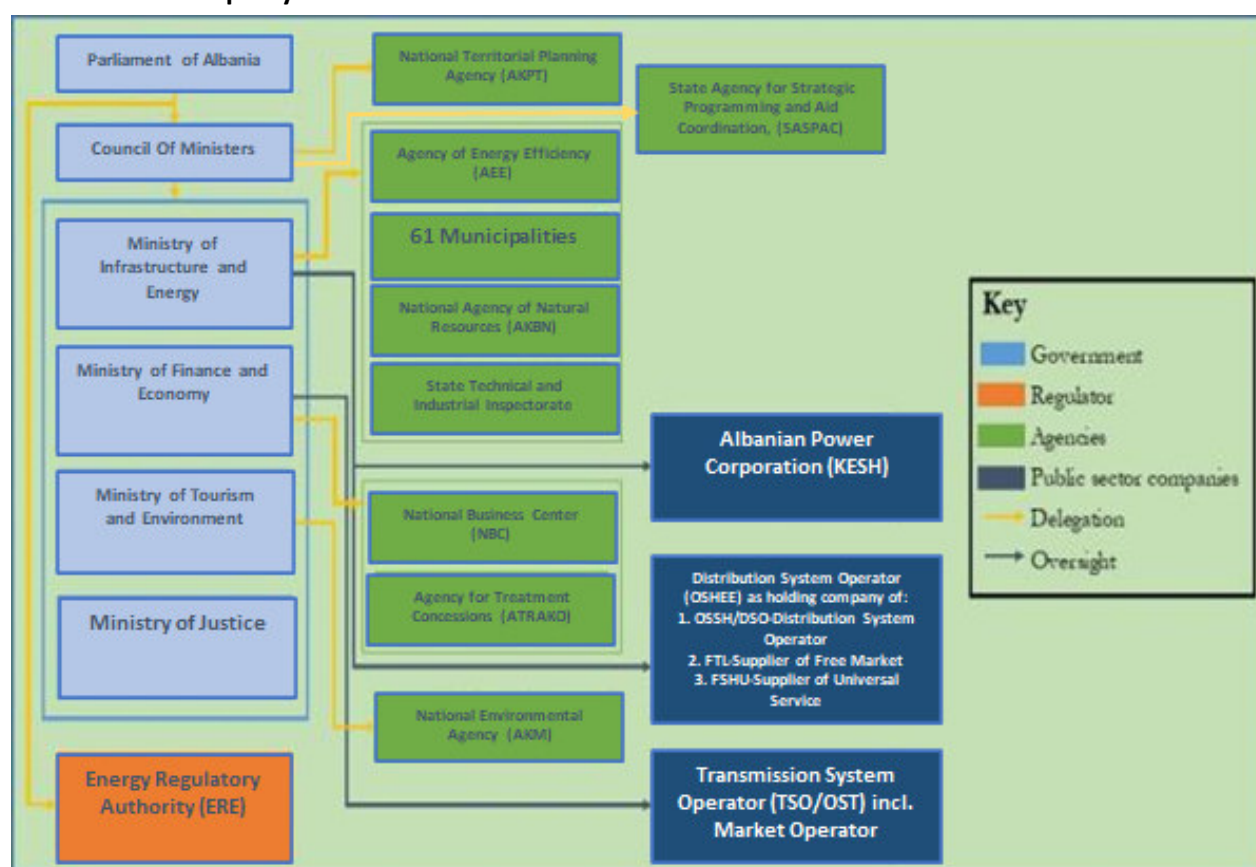 Parliament of Albania
Council Of Ministers
Ministry of
Infrastructure and
Energy
Ministry of Finance and
Economy
Ministry of Tourism
and Environment
Ministry of Justice
Energy Regulatory
Authority (ERE)
National Territorial Planning
Agency (AKPT)
State Agency for Strategic
Programming and Aid
Coordination, (SASPAC)
Agency of Energy Efficiency
(AEE)
61 Municipalities
National Agency of Natural
Resources (AKBN)
State Technical and
Industrial Inspectorate
National Business Center
(NBC)
Agency for Treatment
Concessions (ATRAKO)
National Environmental
Agency (AKM)
Albanian Power
Corporation (KESH)
Distribution System Operator
(OSHEE) as holding company of:
1. OSSH/DSO-Distribution System
Operator
2. FTL-Supplier of Free Market
3. FSHU-Supplier of Universal
Service
Transmission System
Operator (TSO/OST) incl.
Market Operator
Key
Government
Regulator
Agencies
Public sector companies
Delegation
Oversight